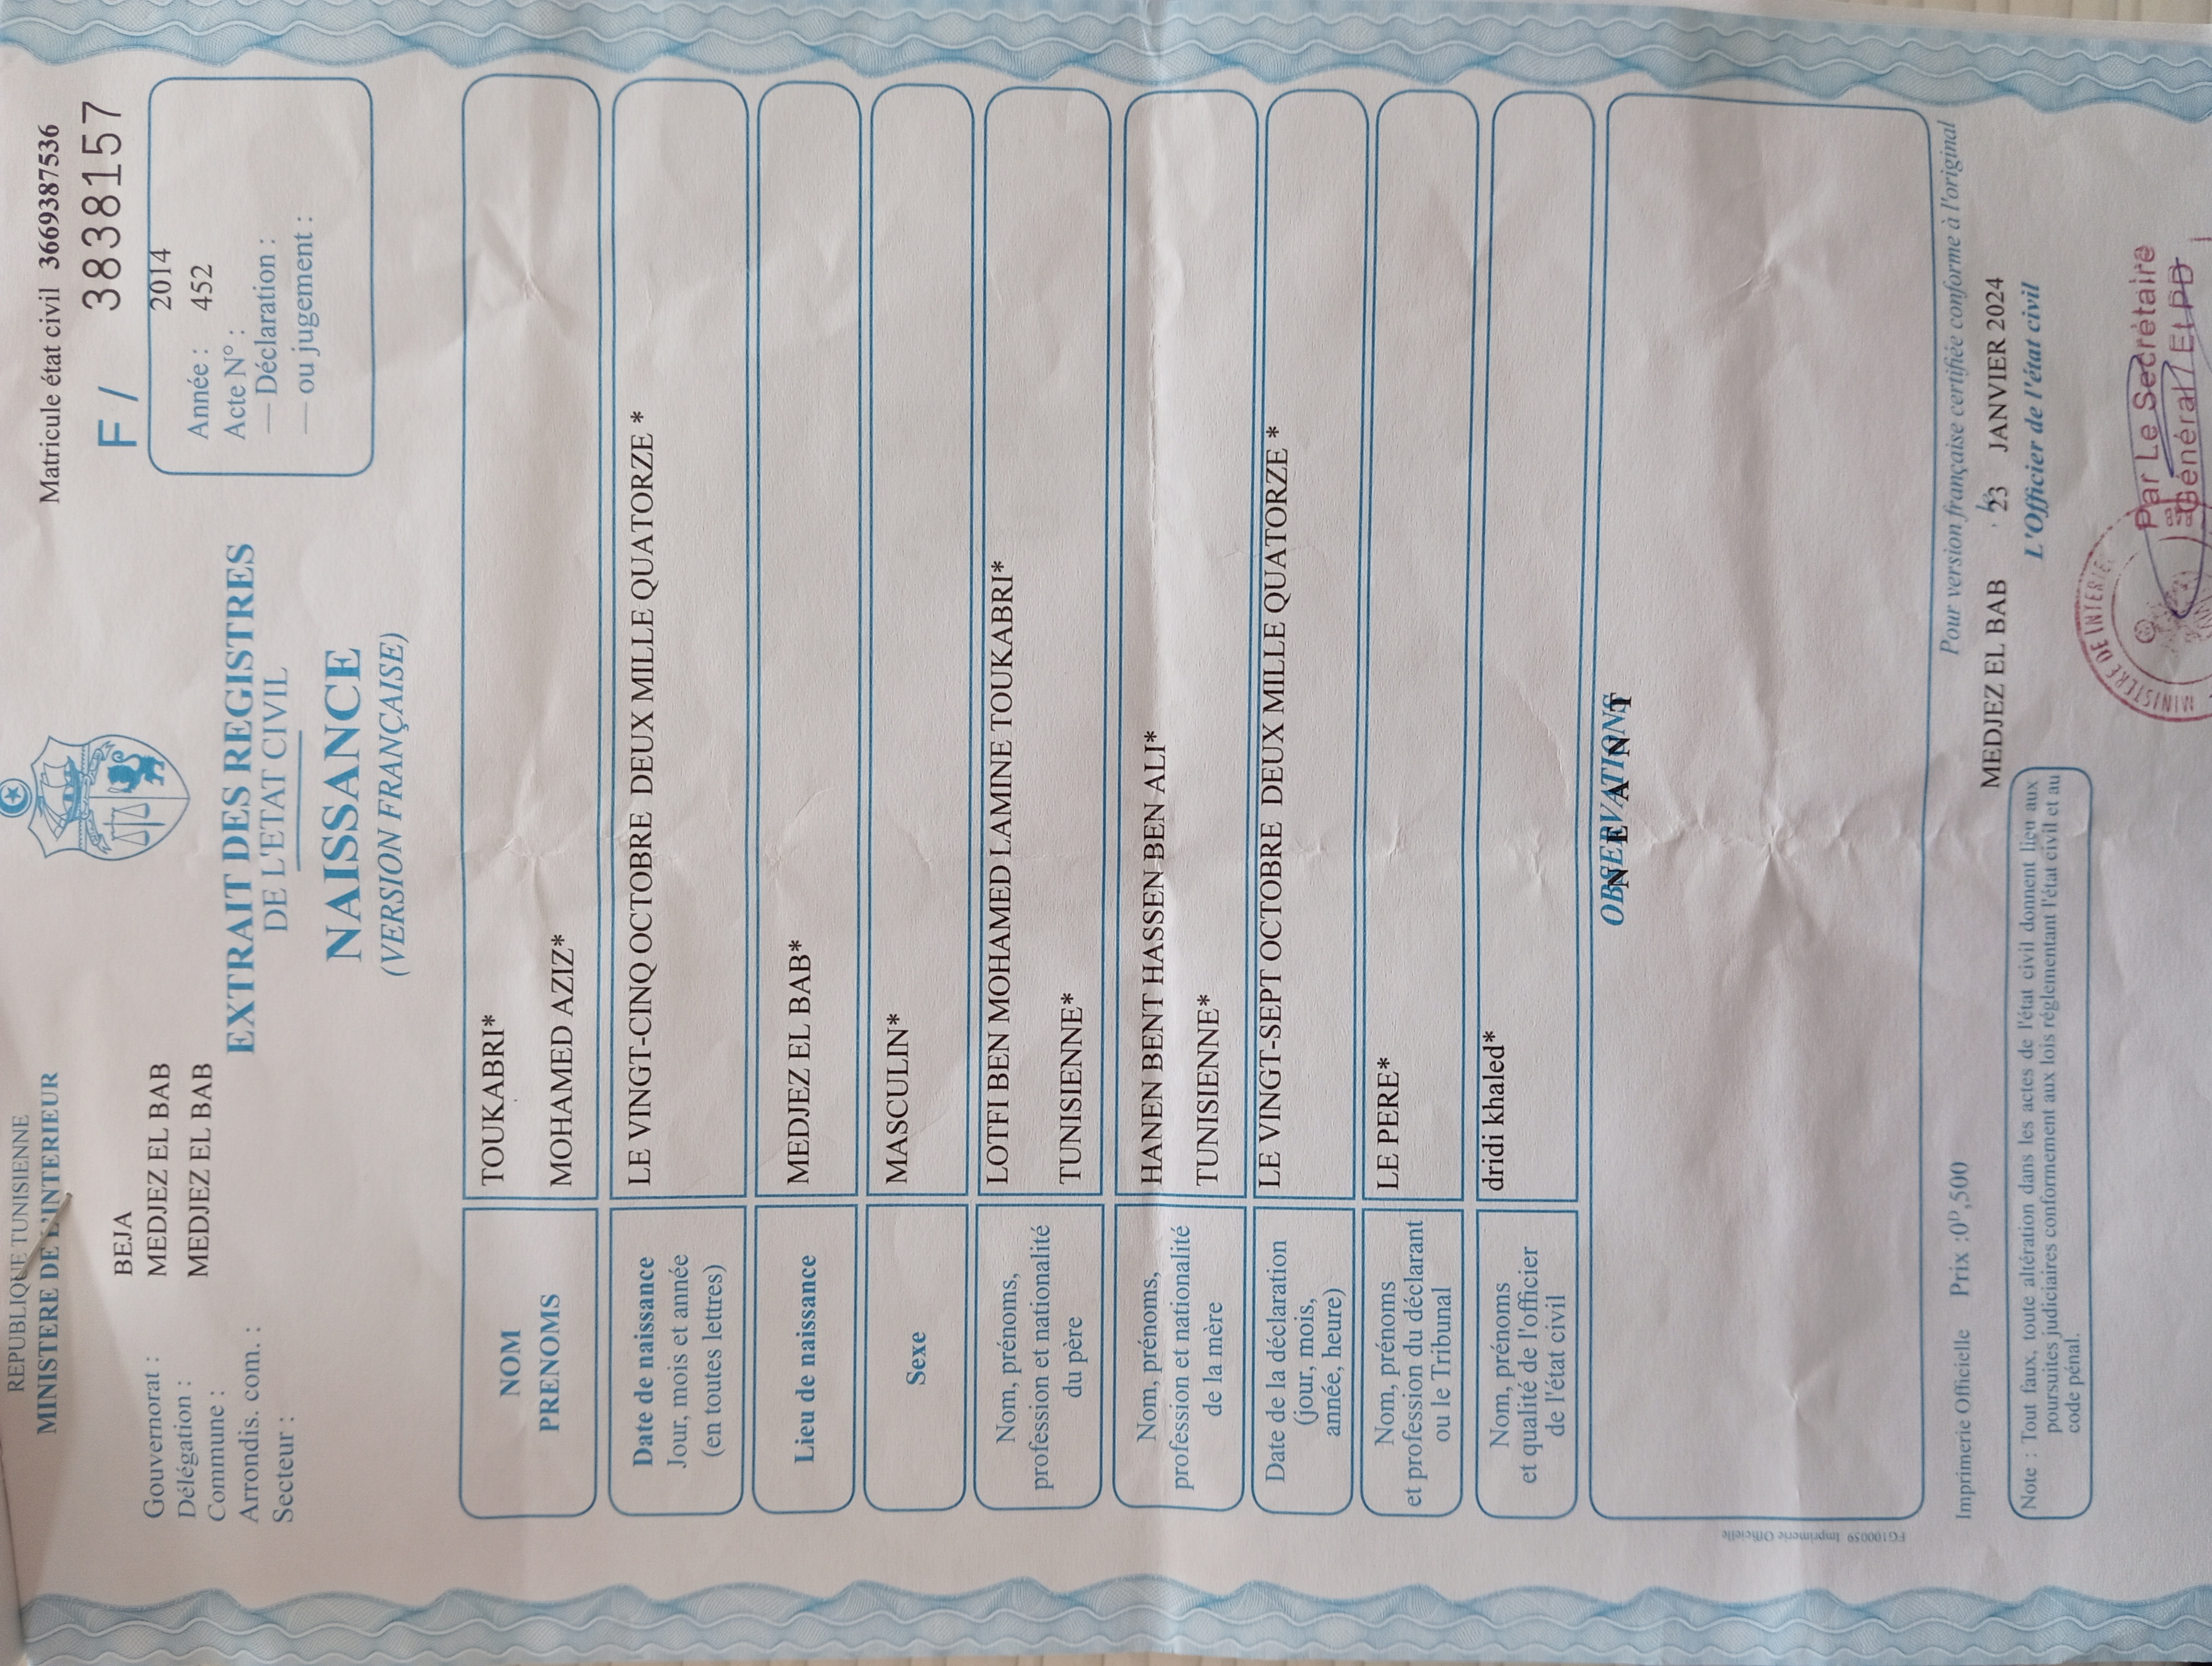 REPUBLIQUE TUNISIENNE
MINISTERE DE L'INTERIEUR
Matricule état civil 36693875​36
F / 3838157
BEJA
Gouvernorat : MEDJEZ EL BAB
Délégation : MEDJEZ EL BAB
Commune :
Arrondis. com. :
Secteur :
2014
Année : 452
Acte N° :
— Déclaration :
— ou jugement :
EXTRAIT DES REGISTRES
DE L'ETAT CIVIL
NAISSANCE
(VERSION FRANÇAISE)
NOM TOUKABRI*
PRENOMS MOHAMED AZIZ*
Date de naissance LE VINGT-CINQ OCTOBRE DEUX MILLE QUATORZE *
Jour, mois et année
(en toutes lettres)
Lieu de naissance MEDJEZ EL BAB*
Sexe MASCULIN*
Nom, prénoms, LOTFI BEN MOHAMED LAMINE TOUKABRI*
profession et nationalité
du père TUNISIENNE*
Nom, prénoms, HANEN BENT HASSEN BEN ALI*
profession et nationalité
de la mère TUNISIENNE*
Date de la déclaration LE VINGT-SEPT OCTOBRE DEUX MILLE QUATORZE *
(jour, mois,
année, heure)
Nom, prénoms LE PERE*
et profession du déclarant
ou le Tribunal
Nom, prénoms dridi khaled*
et qualité de l'officier
de l'état civil
OBSERVATIONS
N E A N T
FG100059 Imprimerie Officielle
Pour version française certifiée conforme à l'original
Imprimerie Officielle Prix :0ᴰ,500
MEDJEZ EL BAB 23 JANVIER 2024
L'Officier de l'état civil
Note : Tout faux, toute altération dans les actes de l'état civil donnent lieu aux
poursuites judiciaires conformement aux lois réglementant l'état civil et au
code pénal.
MINISTERE DE INTERIE
Par Le Secrétaire
Général / Et PD